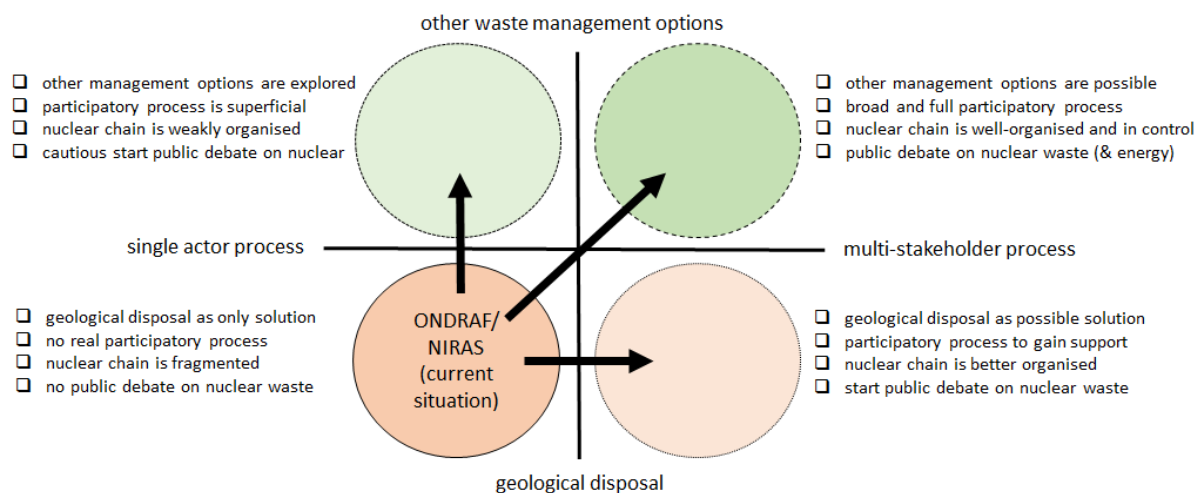 other waste management options
❑ other management options are explored
❑ participatory process is superficial
❑ nuclear chain is weakly organised
❑ cautious start public debate on nuclear
❑ other management options are possible
❑ broad and full participatory process
❑ nuclear chain is well-organised and in control
❑ public debate on nuclear waste (& energy)
single actor process
multi-stakeholder process
❑ geological disposal as only solution
❑ no real participatory process
❑ nuclear chain is fragmented
❑ no public debate on nuclear waste
ONDRAF/
NIRAS
(current
situation)
❑ geological disposal as possible solution
❑ participatory process to gain support
❑ nuclear chain is better organised
❑ start public debate on nuclear waste
geological disposal